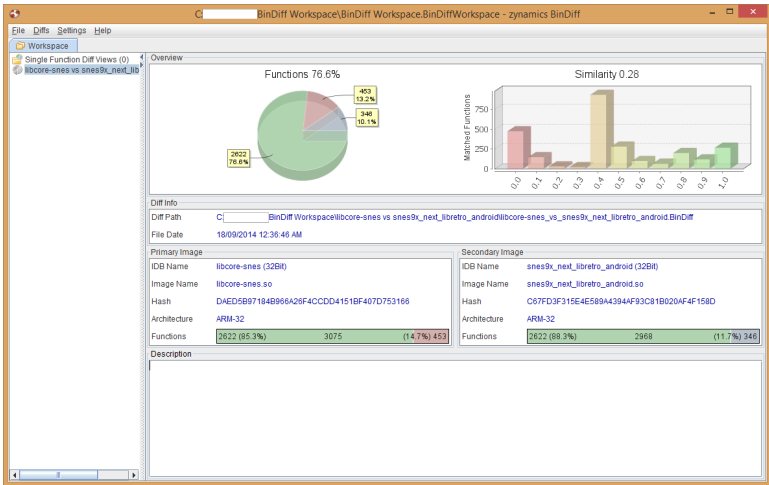 C: BinDiff Workspace\BinDiff Workspace.BinDiffWorkspace - zynamics BinDiff
File Diffs Settings Help
Workspace
Single Function Diff Views (0)
libcore-snes vs snes9x_next_lib
Overview
Functions 76.6%
453
13.2%
346
10.1%
2622
76.6%
Similarity 0.28
Matched Functions
750
500
250
0
0.0 0.1 0.2 0.3 0.4 0.5 0.6 0.7 0.8 0.9 1.0
Diff Info
Diff Path C: BinDiff Workspace\libcore-snes vs snes9x_next_libretro_android\libcore-snes_vs_snes9x_next_libretro_android.BinDiff
File Date 18/09/2014 12:36:46 AM
Primary Image
IDB Name libcore-snes (32Bit)
Image Name libcore-snes.so
Hash DAED5B97184B966A26F4CCDD4151BF407D753166
Architecture ARM-32
Functions 2622 (85.3%) 3075 (14.7%) 453
Secondary Image
IDB Name snes9x_next_libretro_android (32Bit)
Image Name snes9x_next_libretro_android.so
Hash C67FD3F315E4E589A4394AF93C81B020AF4F158D
Architecture ARM-32
Functions 2622 (88.3%) 2968 (11.7%) 346
Description